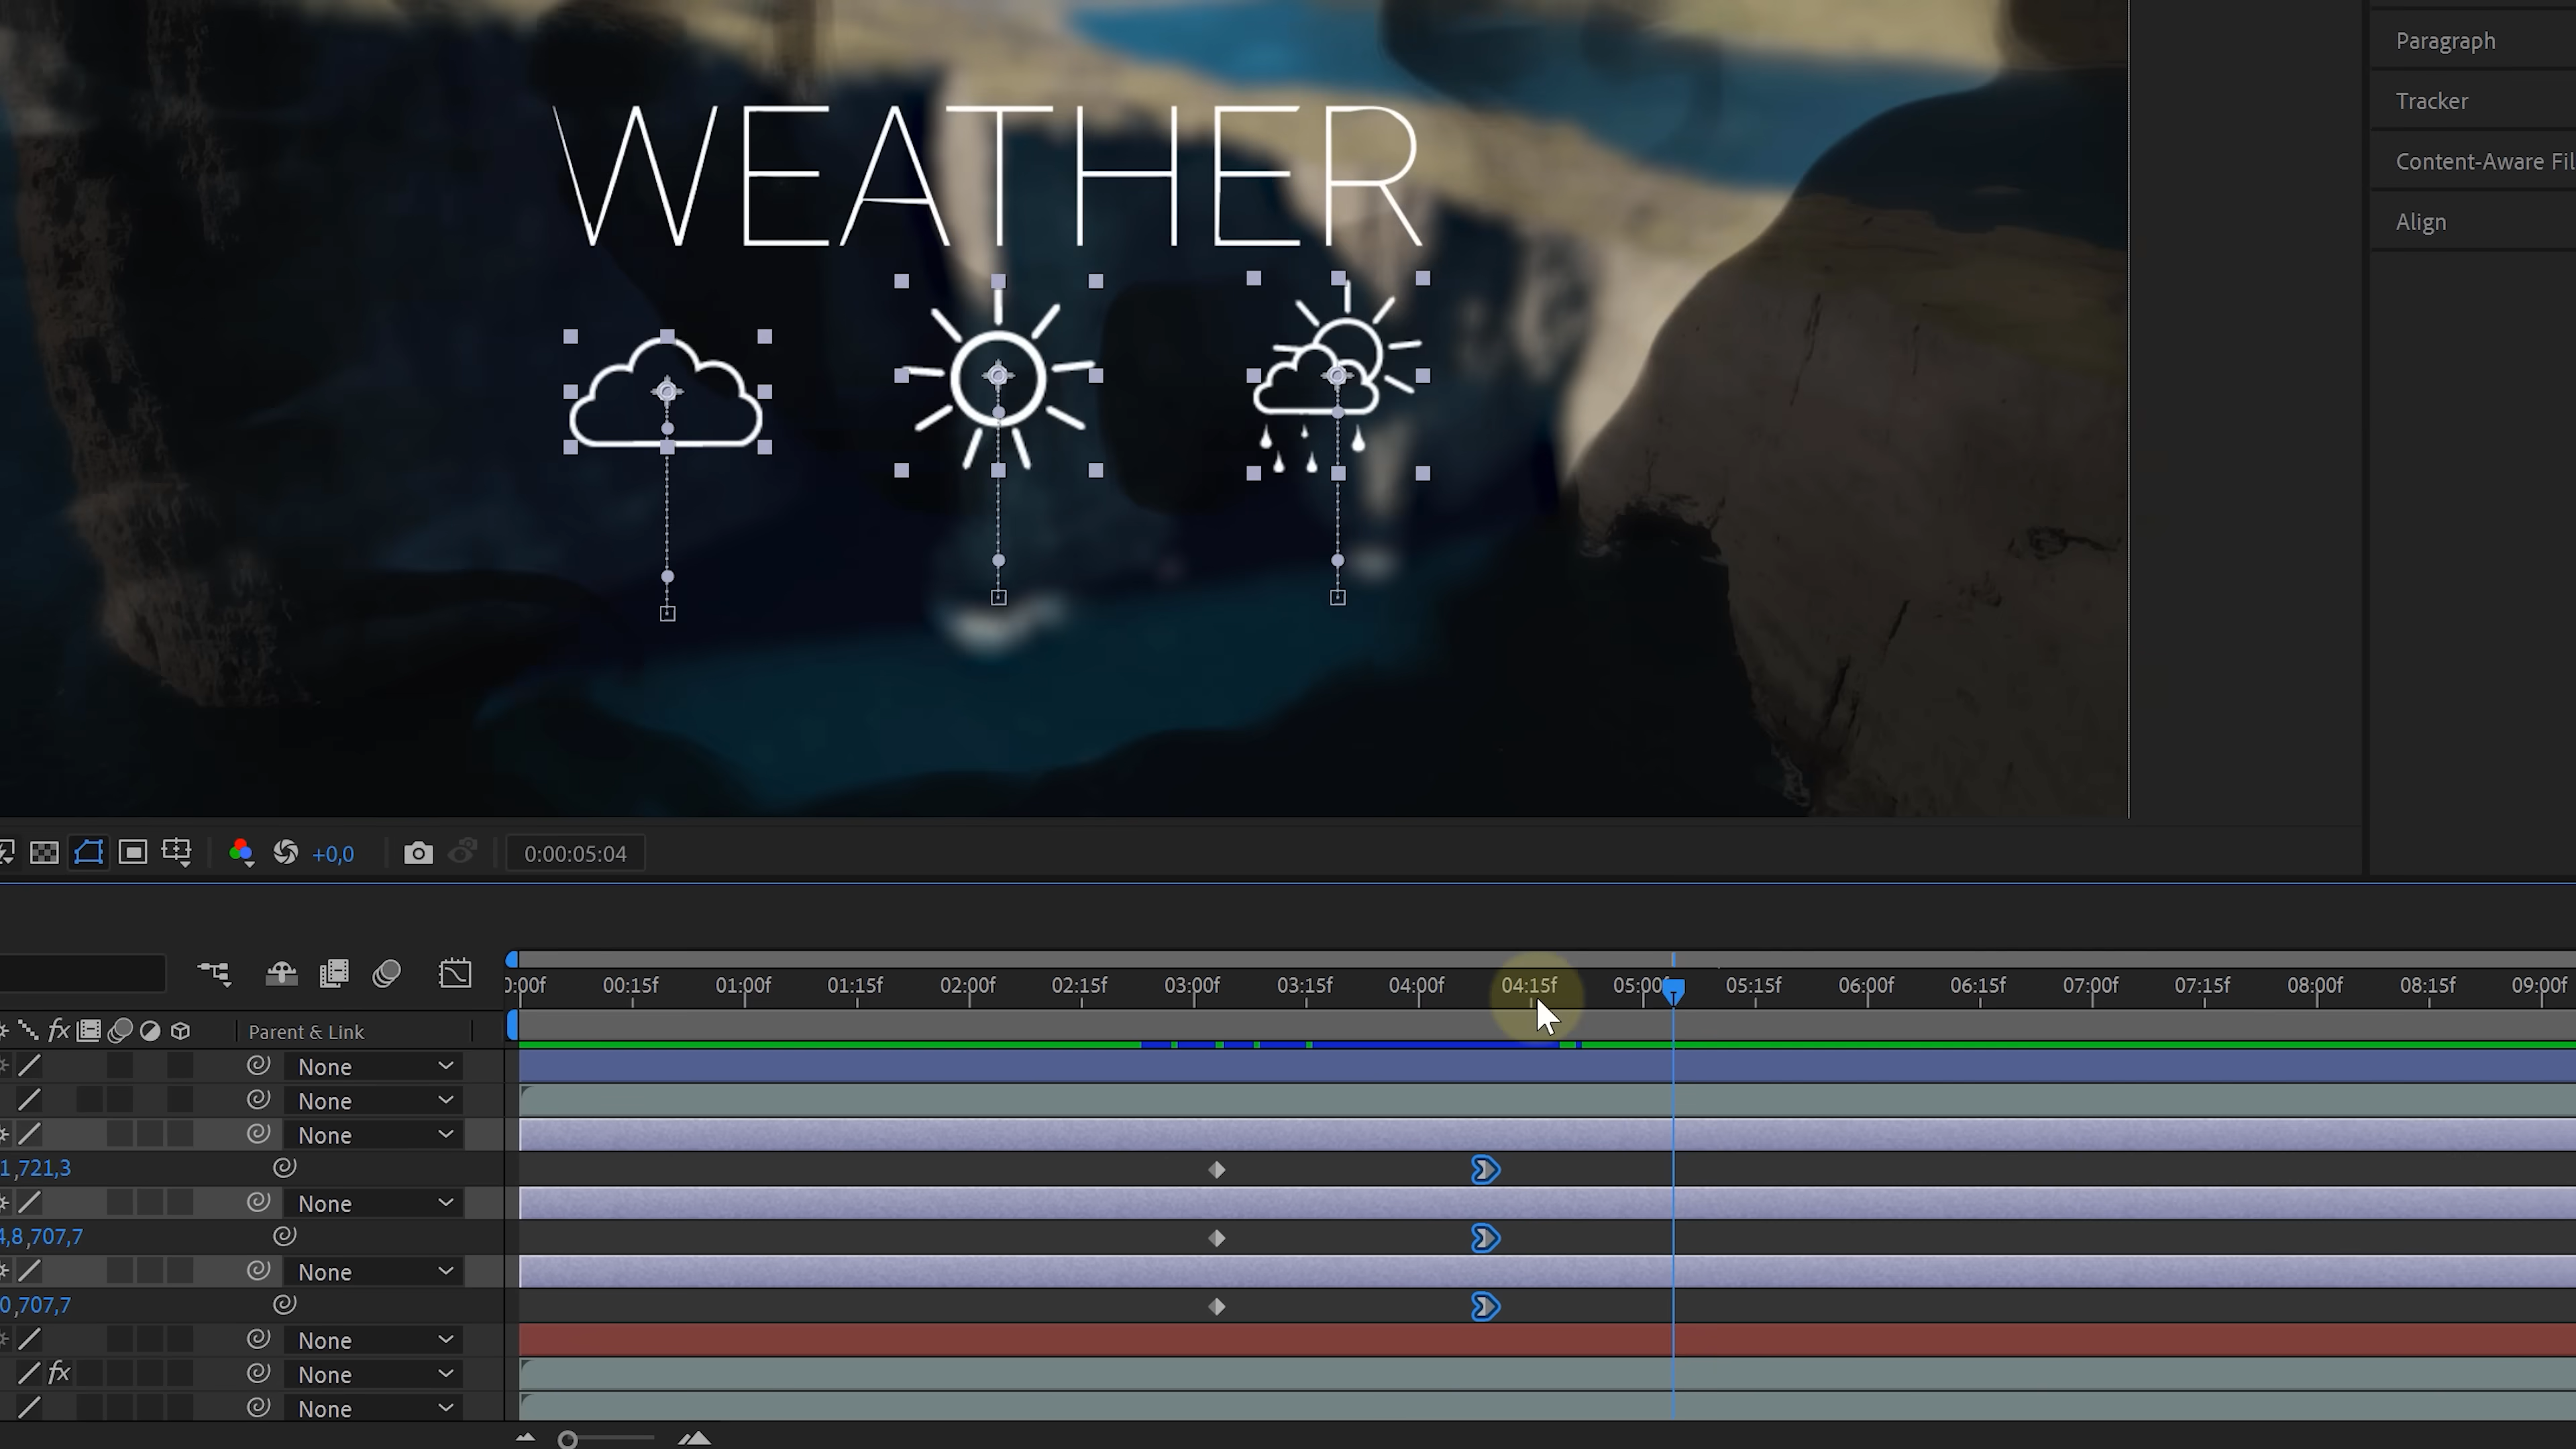 Paragraph
Tracker
Content-Aware Fil
Align
WEATHER
+0,0
0:00:05:04
0:00f 00:15f 01:00f 01:15f 02:00f 02:15f 03:00f 03:15f 04:00f 04:15f 05:00f 05:15f 06:00f 06:15f 07:00f 07:15f 08:00f 08:15f 09:00f
fx Parent & Link
None
None
None
1,721,3
None
4,8,707,7
None
0,707,7
None
fx None
None